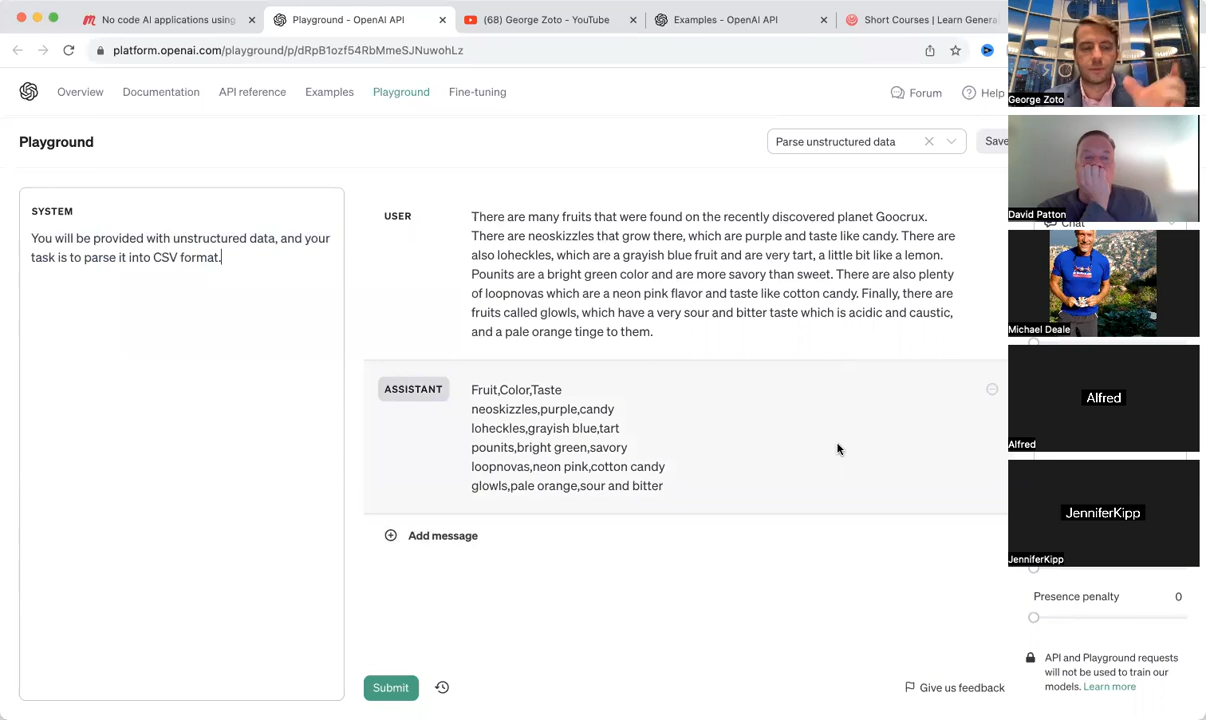 No code AI applications using
Playground - OpenAI API
(68) George Zoto - YouTube
Examples - OpenAI API
Short Courses | Learn Genera
platform.openai.com/playground/p/dRpB1ozf54RbMmeSJNuwohLz
Overview
Documentation
API reference
Examples
Playground
Fine-tuning
Forum
Help
Playground
Parse unstructured data
Save
SYSTEM
You will be provided with unstructured data, and your
task is to parse it into CSV format.
USER
There are many fruits that were found on the recently discovered planet Goocrux.
There are neoskizzles that grow there, which are purple and taste like candy. There are
also loheckles, which are a grayish blue fruit and are very tart, a little bit like a lemon.
Pounits are a bright green color and are more savory than sweet. There are also plenty
of loopnovas which are a neon pink flavor and taste like cotton candy. Finally, there are
fruits called glowls, which have a very sour and bitter taste which is acidic and caustic,
and a pale orange tinge to them.
ASSISTANT
Fruit,Color,Taste
neoskizzles,purple,candy
loheckles,grayish blue,tart
pounits,bright green,savory
loopnovas,neon pink,cotton candy
glowls,pale orange,sour and bitter
Add message
Submit
Give us feedback
George Zoto
David Patton
Chat
Michael Deale
Alfred
Alfred
JenniferKipp
JenniferKipp
Presence penalty
0
API and Playground requests
will not be used to train our
models. Learn more